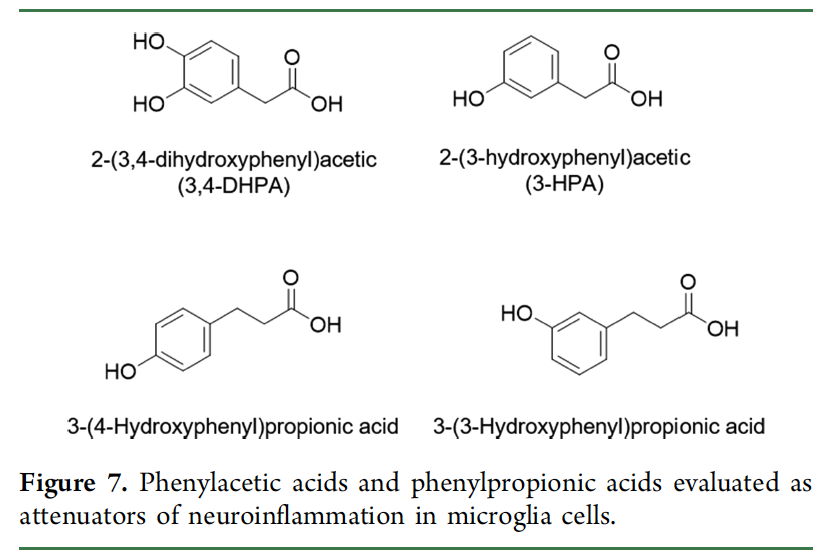 HO
HO
O
OH
2-(3,4-dihydroxyphenyl)acetic
(3,4-DHPA)
HO
O
OH
2-(3-hydroxyphenyl)acetic
(3-HPA)
HO
O
OH
3-(4-Hydroxyphenyl)propionic acid
HO
O
OH
3-(3-Hydroxyphenyl)propionic acid
Figure 7. Phenylacetic acids and phenylpropionic acids evaluated as
attenuators of neuroinflammation in microglia cells.